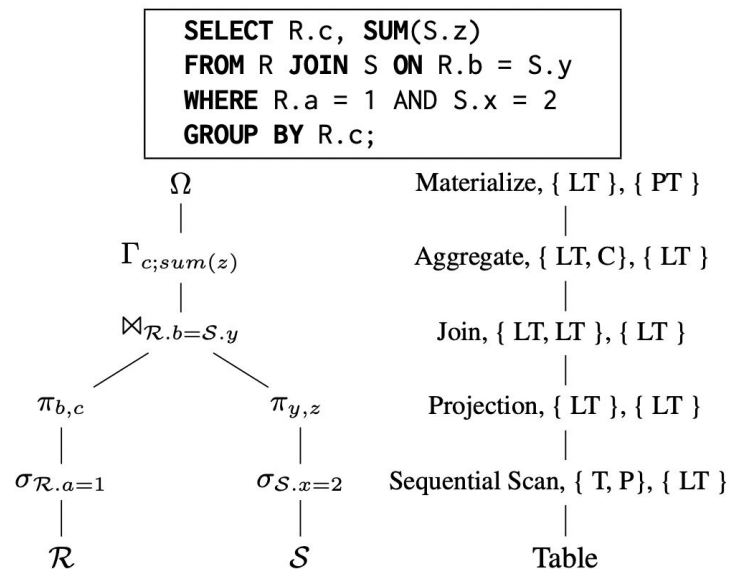 SELECT R.c, SUM(S.z)
FROM R JOIN S ON R.b = S.y
WHERE R.a = 1 AND S.x = 2
GROUP BY R.c;
Ω
Γc;sum(z)
⋈R.b=S.y
πb,c πy,z
σR.a=1 σS.x=2
R S
Materialize, { LT }, { PT }
Aggregate, { LT, C}, { LT }
Join, { LT, LT }, { LT }
Projection, { LT }, { LT }
Sequential Scan, { T, P}, { LT }
Table